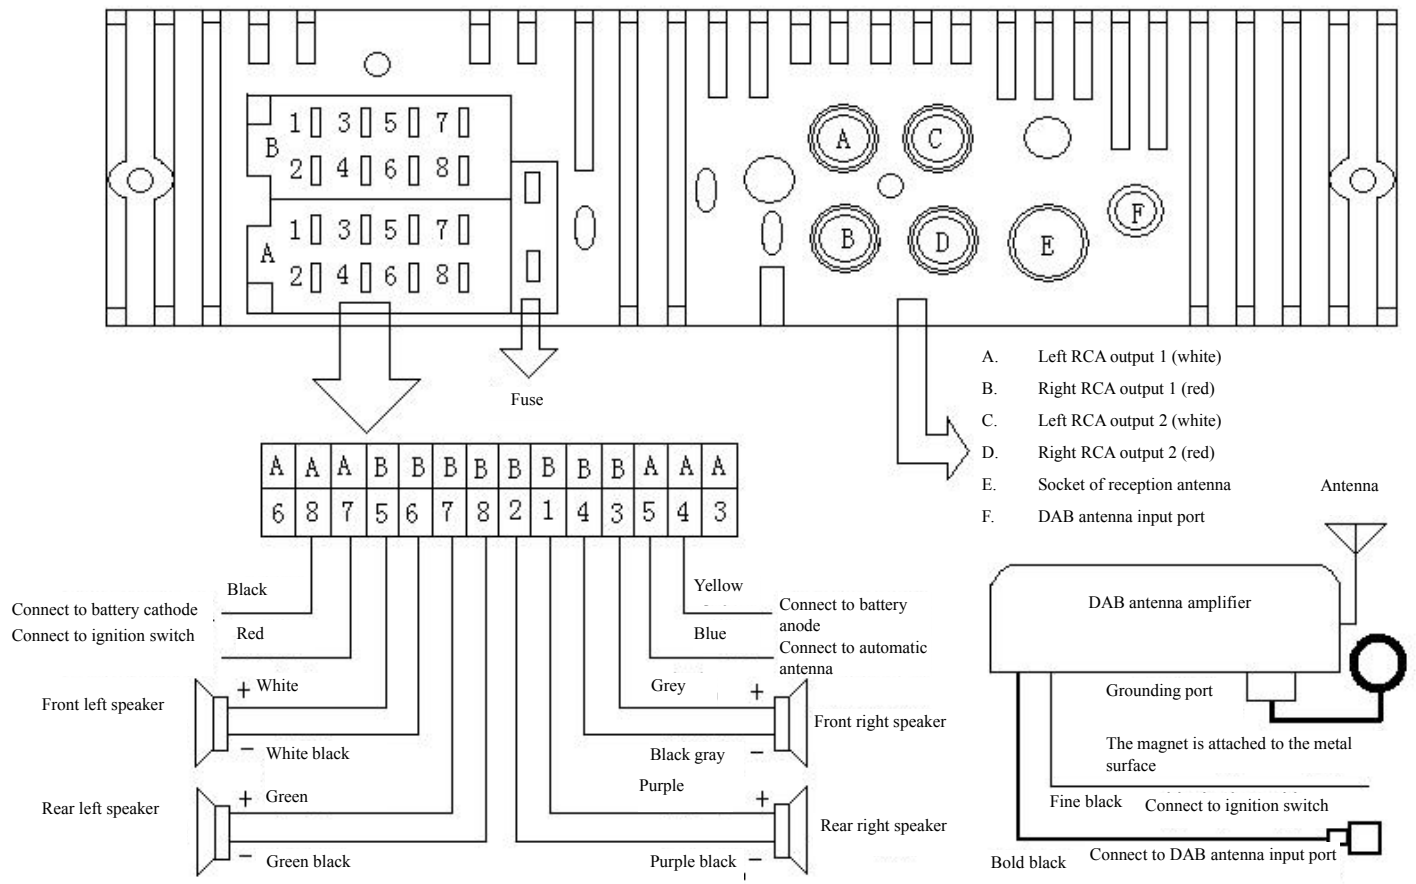 B
1 3 5 7
2 4 6 8
A
1 3 5 7
2 4 6 8
A
C
B
D
E
F
Fuse
A. Left RCA output 1 (white)
B. Right RCA output 1 (red)
C. Left RCA output 2 (white)
D. Right RCA output 2 (red)
E. Socket of reception antenna
F. DAB antenna input port
A A A B B B B B B B B A A A
6 8 7 5 6 7 8 2 1 4 3 5 4 3
Black
Connect to battery cathode
Connect to ignition switch
Red
Yellow
Connect to battery
anode
Blue
Connect to automatic
antenna
Front left speaker
+ White
- White black
Grey +
Front right speaker
Black gray -
Rear left speaker
+ Green
- Green black
Purple +
Rear right speaker
Purple black -
Antenna
DAB antenna amplifier
Grounding port
The magnet is attached to the metal
surface
Fine black
Connect to ignition switch
Bold black
Connect to DAB antenna input port